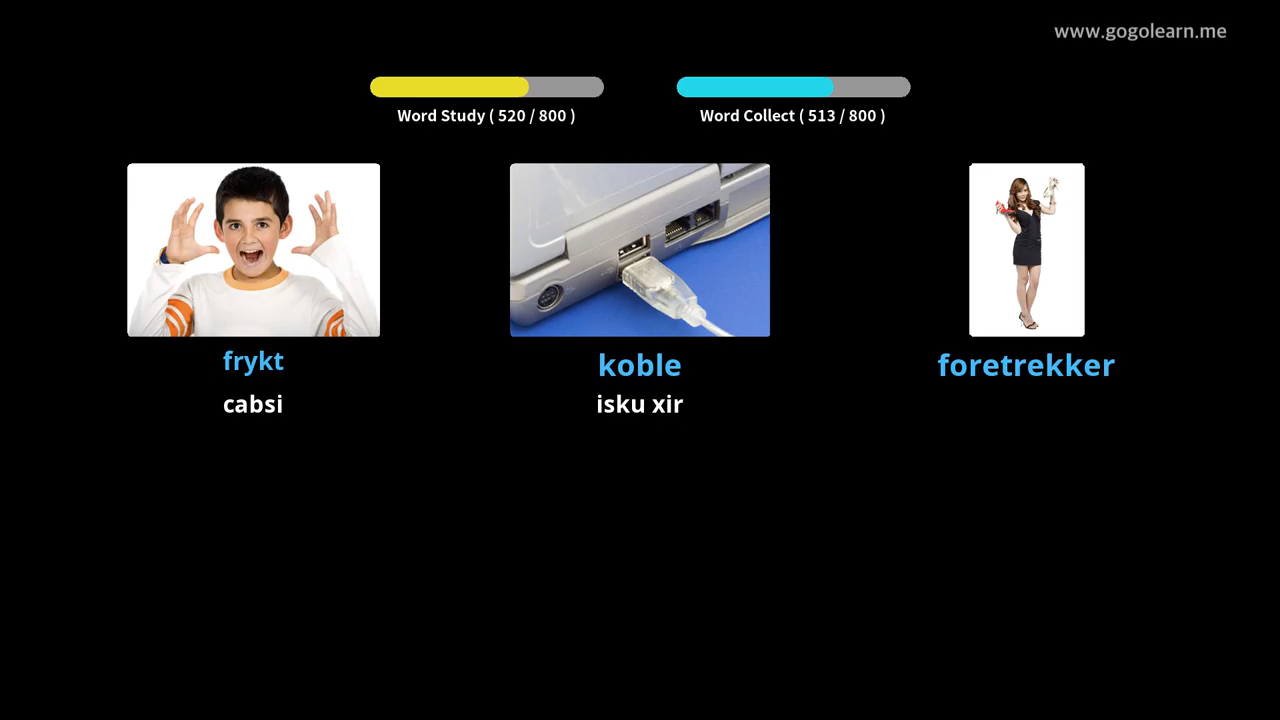 www.gogolearn.me
Word Study ( 520 / 800 )
Word Collect ( 513 / 800 )
frykt
koble
foretrekker
cabsi
isku xir